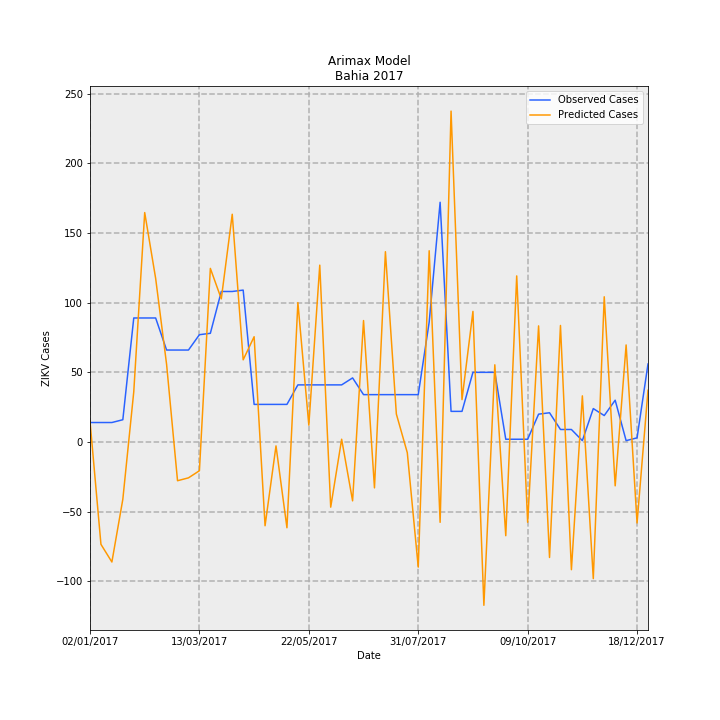 Arimax Model
Bahia 2017
Observed Cases
Predicted Cases
ZIKV Cases
250
200
150
100
50
0
−50
−100
02/01/2017
13/03/2017
22/05/2017
31/07/2017
09/10/2017
18/12/2017
Date